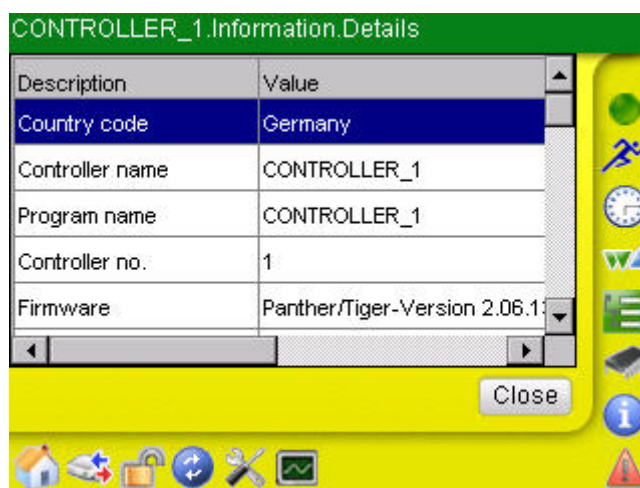 CONTROLLER_1.Information.Details
Description Value
Country code Germany
Controller name CONTROLLER_1
Program name CONTROLLER_1
Controller no. 1
Firmware Panther/Tiger-Version 2.06.1
Close